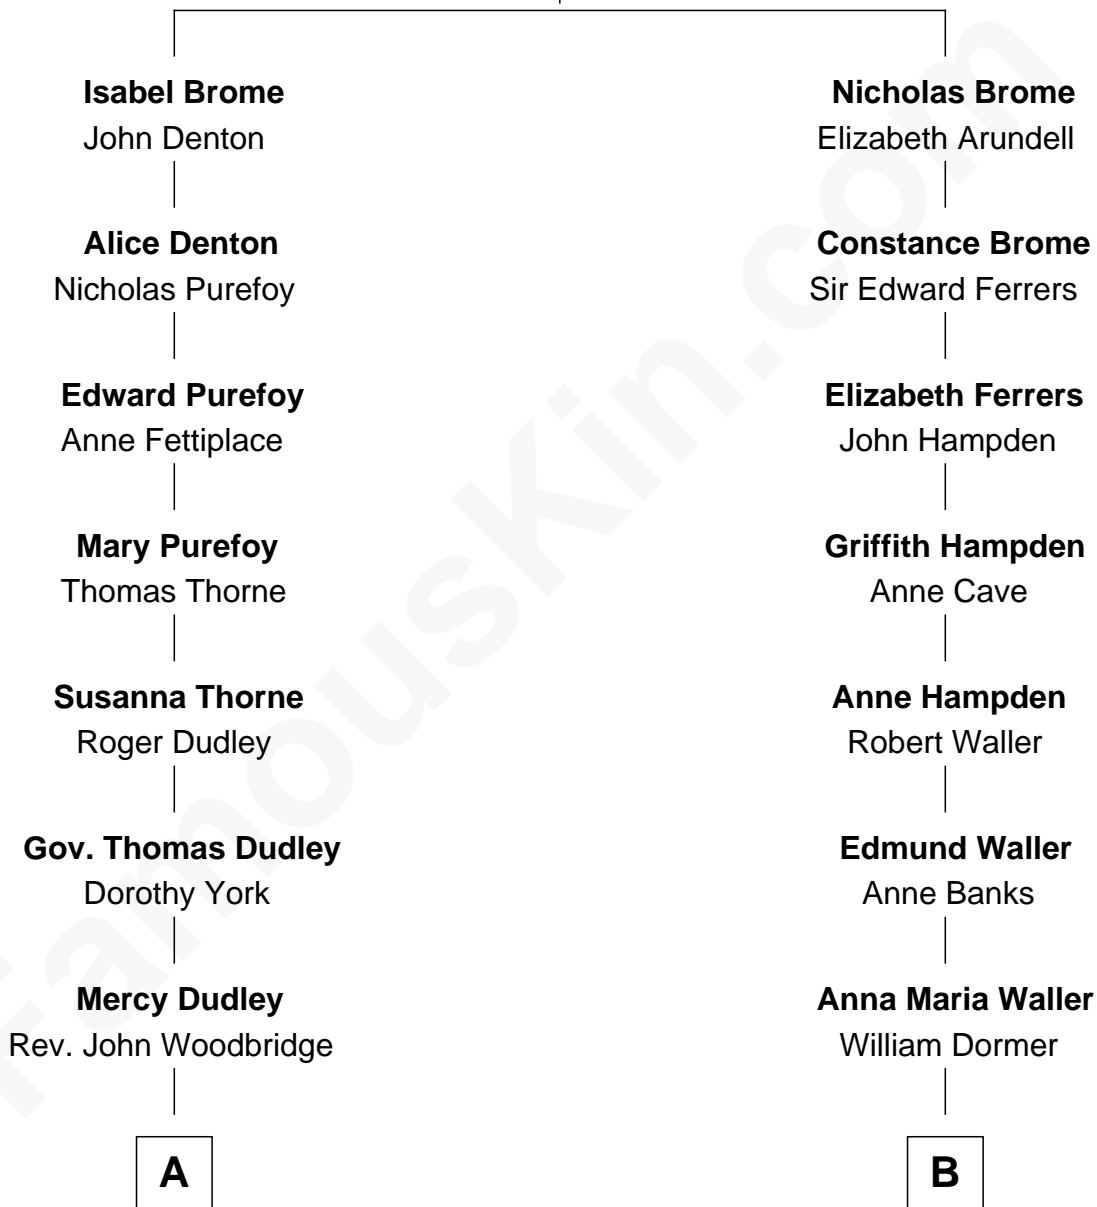 Isabel Brome
John Denton
Alice Denton
Nicholas Purefoy
Edward Purefoy
Anne Fettiplace
Mary Purefoy
Thomas Thorne
Susanna Thorne
Roger Dudley
Gov. Thomas Dudley
Dorothy York
Mercy Dudley
Rev. John Woodbridge
A
Nicholas Brome
Elizabeth Arundell
Constance Brome
Sir Edward Ferrers
Elizabeth Ferrers
John Hampden
Griffith Hampden
Anne Cave
Anne Hampden
Robert Waller
Edmund Waller
Anne Banks
Anna Maria Waller
William Dormer
B
FamousKin.com